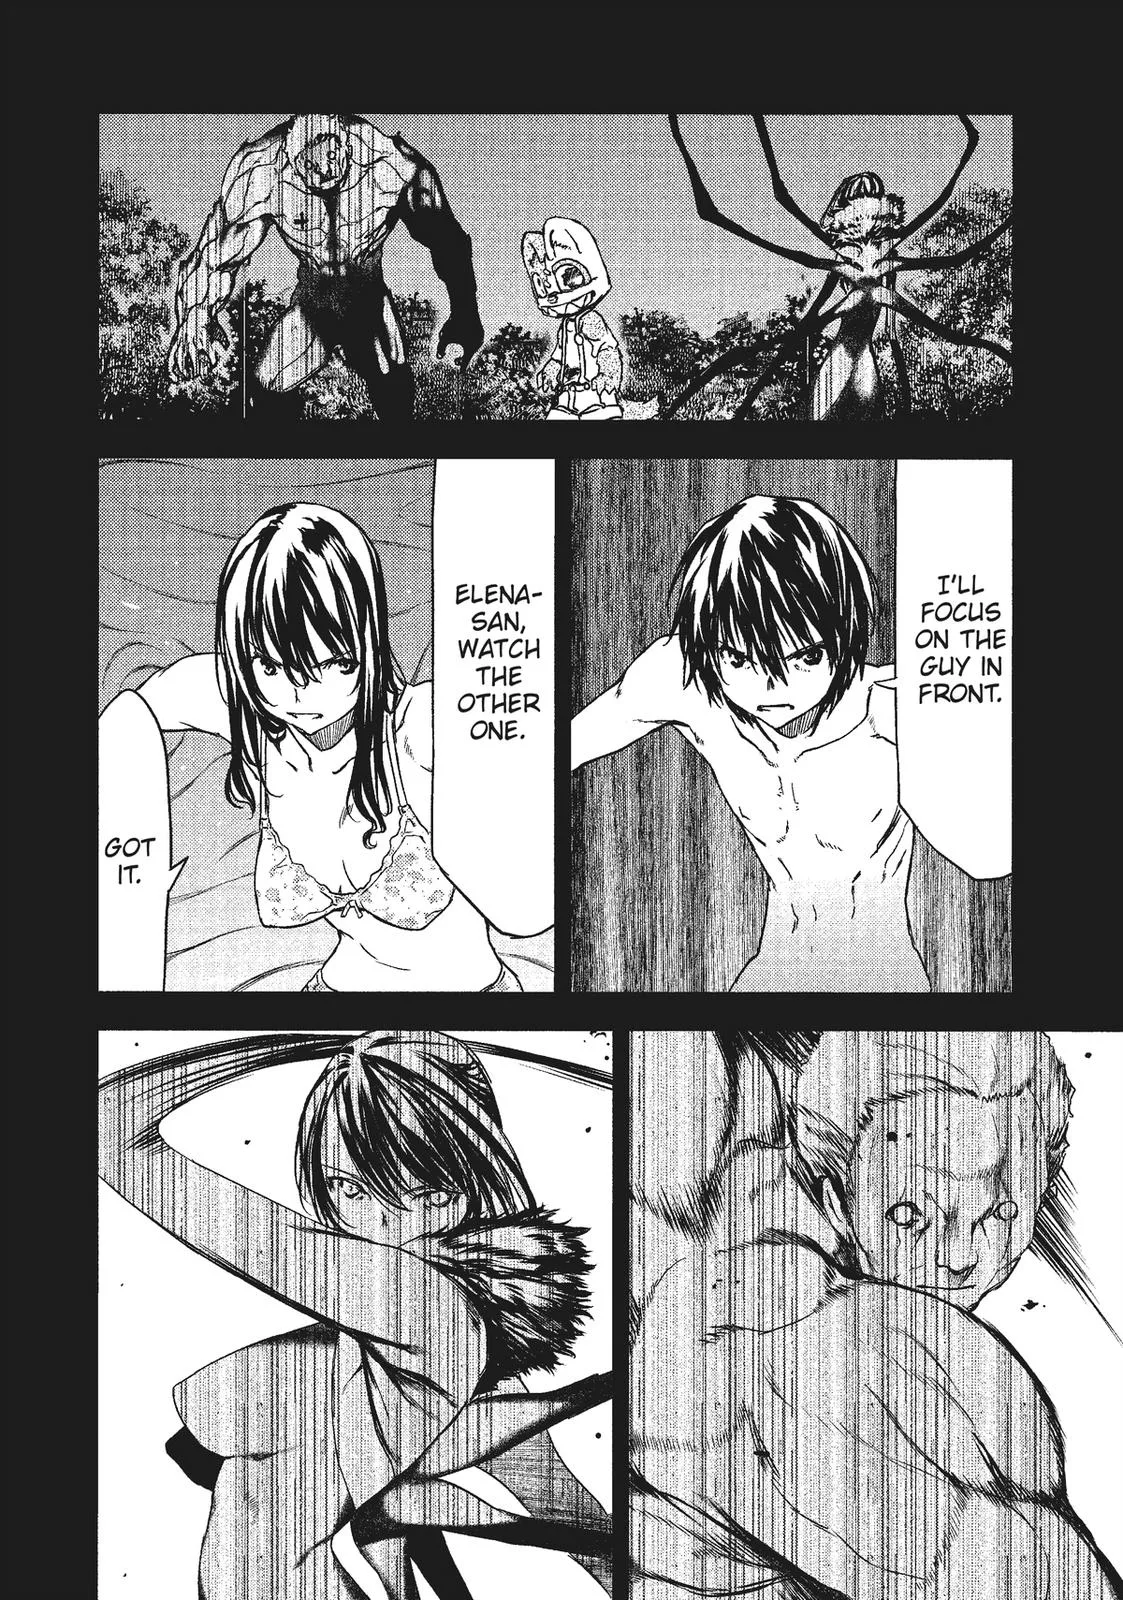 I'LL
FOCUS
ON THE
GUY IN
FRONT.
ELENA-
SAN,
WATCH
THE
OTHER
ONE.
GOT
IT.